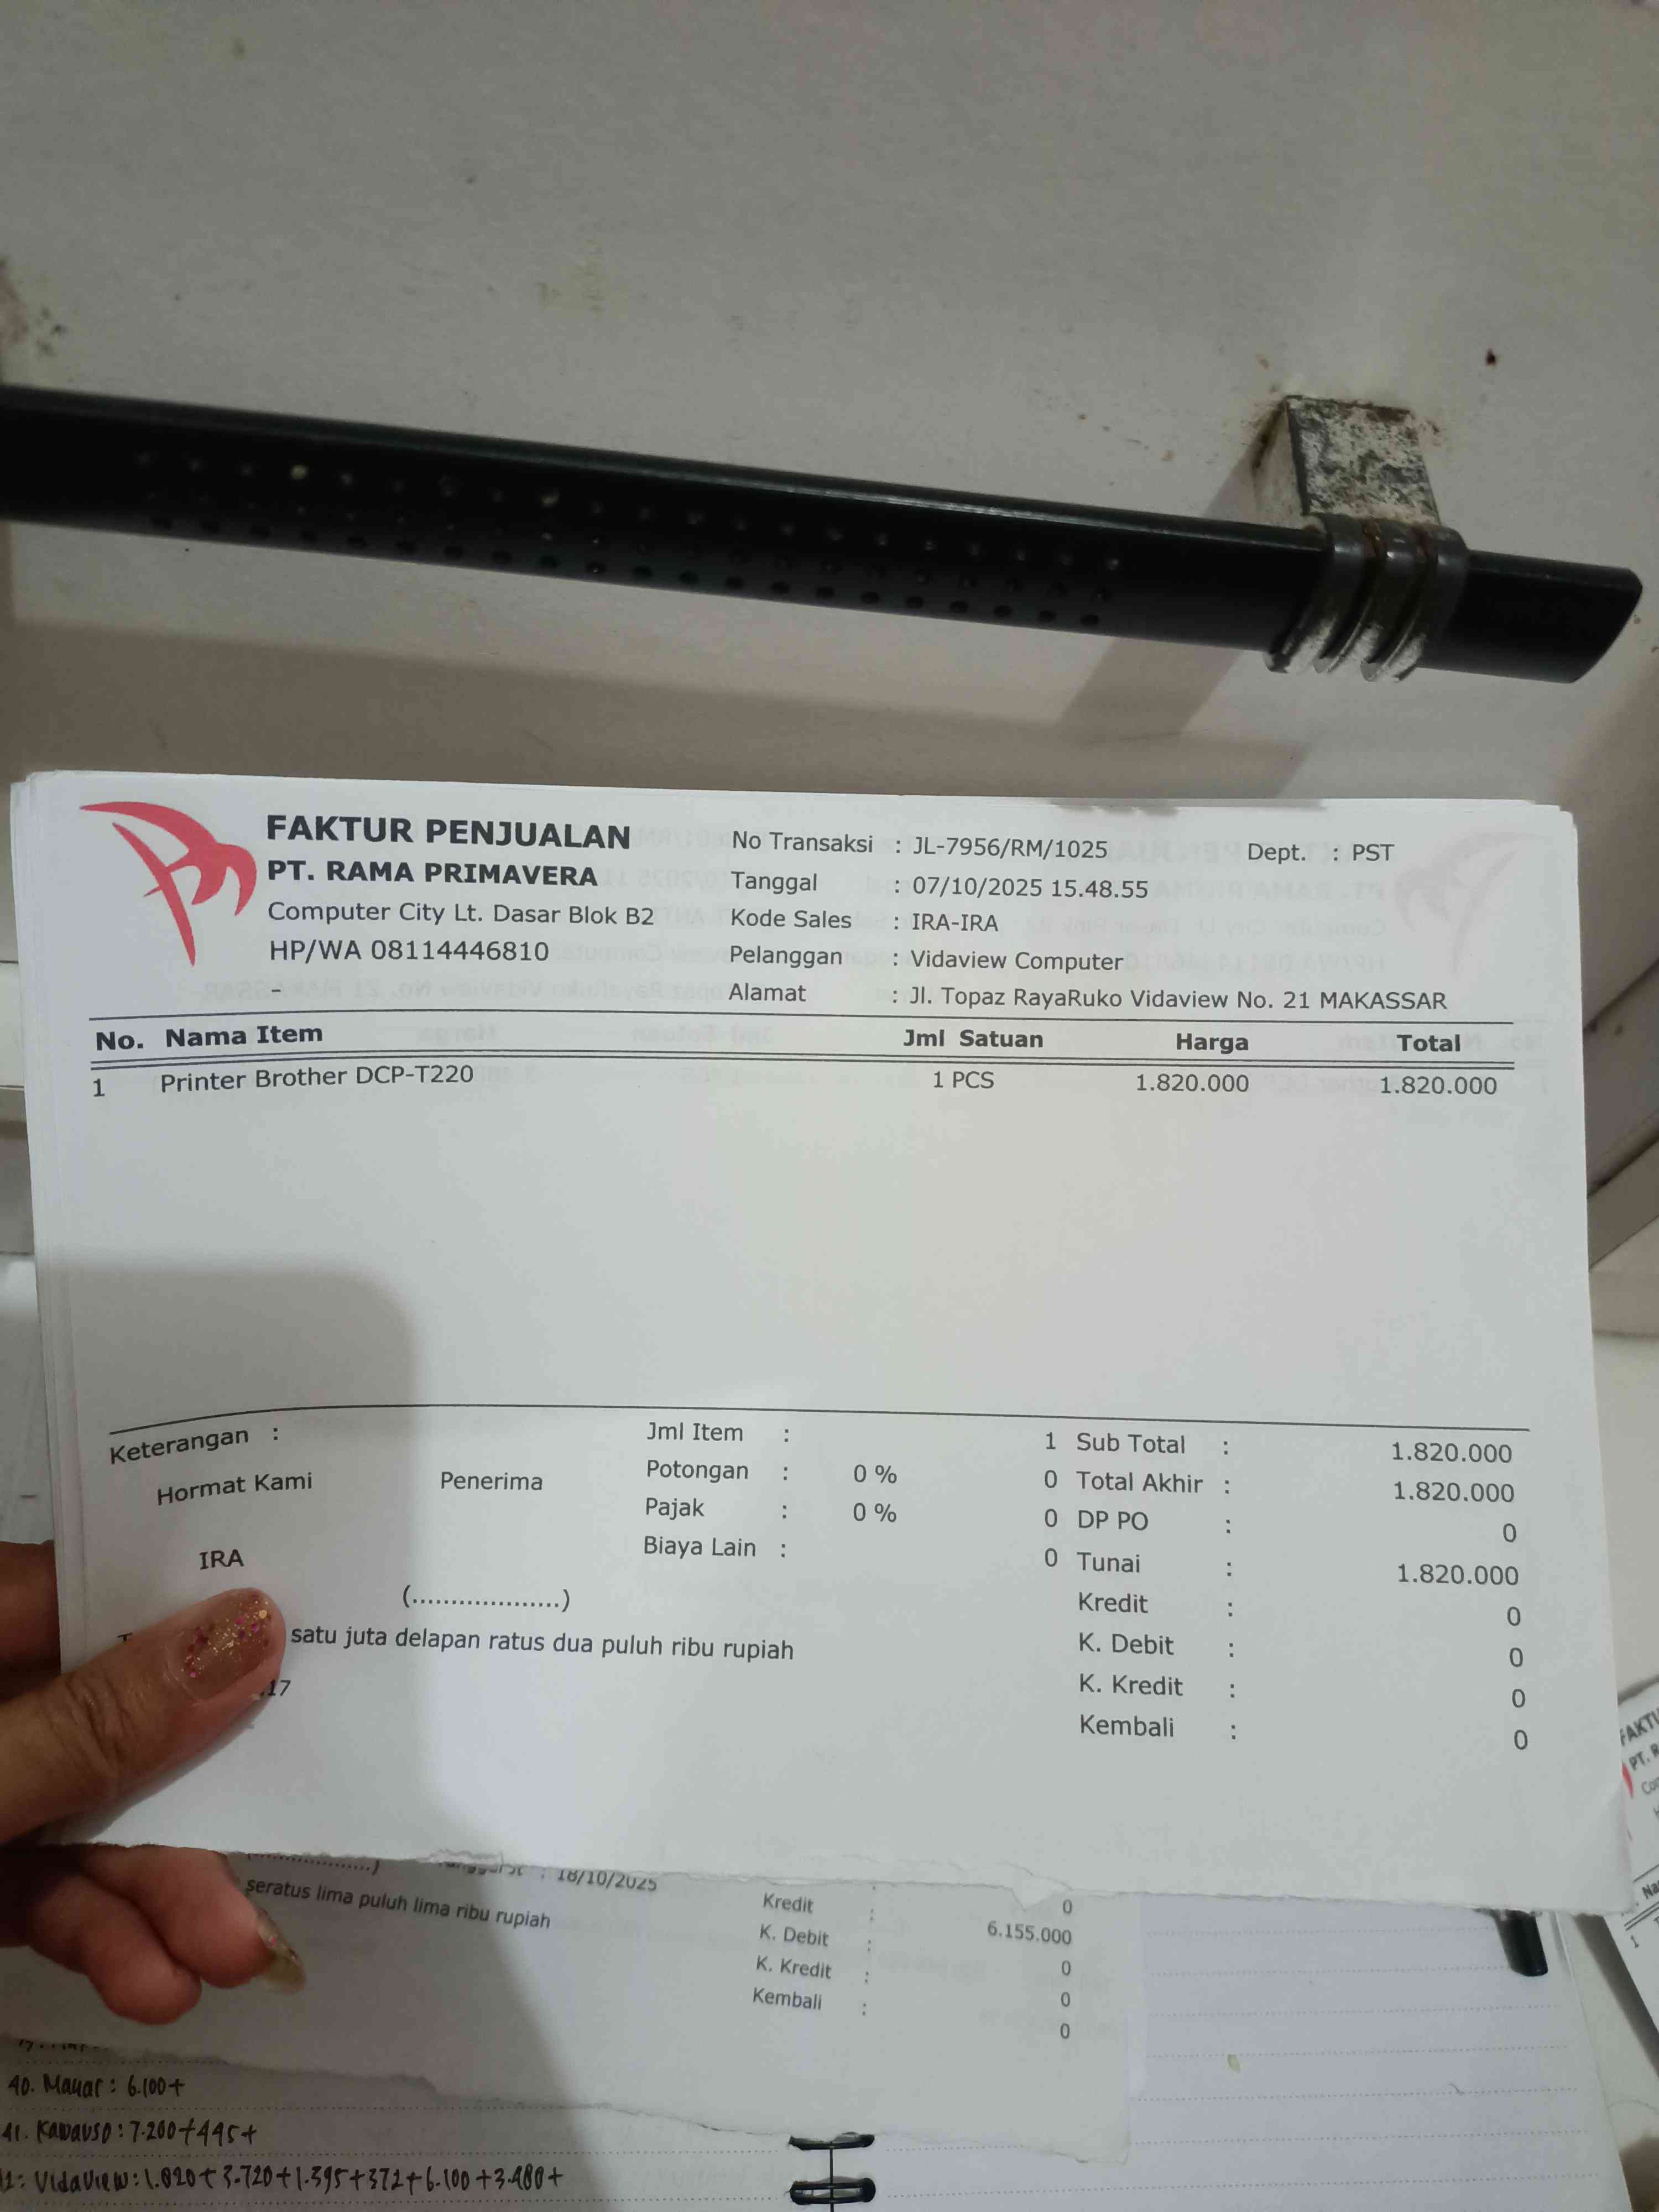 FAKTUR PENJUALAN
PT. RAMA PRIMAVERA
Computer City Lt. Dasar Blok B2
HP/WA 08114446810
-
No Transaksi : JL-7956/RM/1025 Dept. : PST
Tanggal : 07/10/2025 15.48.55
Kode Sales : IRA-IRA
Pelanggan : Vidaview Computer
Alamat : Jl. Topaz RayaRuko Vidaview No. 21 MAKASSAR
No. Nama Item Jml Satuan Harga Total
1 Printer Brother DCP-T220 1 PCS 1.820.000 1.820.000
Keterangan :
Hormat Kami Penerima
IRA
(...................)
satu juta delapan ratus dua puluh ribu rupiah
.17
Jml Item : 1
Potongan : 0 % 0
Pajak : 0 % 0
Biaya Lain : 0
Sub Total : 1.820.000
Total Akhir : 1.820.000
DP PO : 0
Tunai : 1.820.000
Kredit : 0
K. Debit : 0
K. Kredit : 0
Kembali : 0
: 18/10/2025
seratus lima puluh lima ribu rupiah
0
Kredit : 6.155.000
K. Debit : 0
K. Kredit : 0
Kembali : 0
40. Mauar : 6.100+
41. Kawauso : 7.200+445+
2: Vidaview : 1.820+3.720+1.395+372+6.100+3.480+
FAKTU
PT. R
1